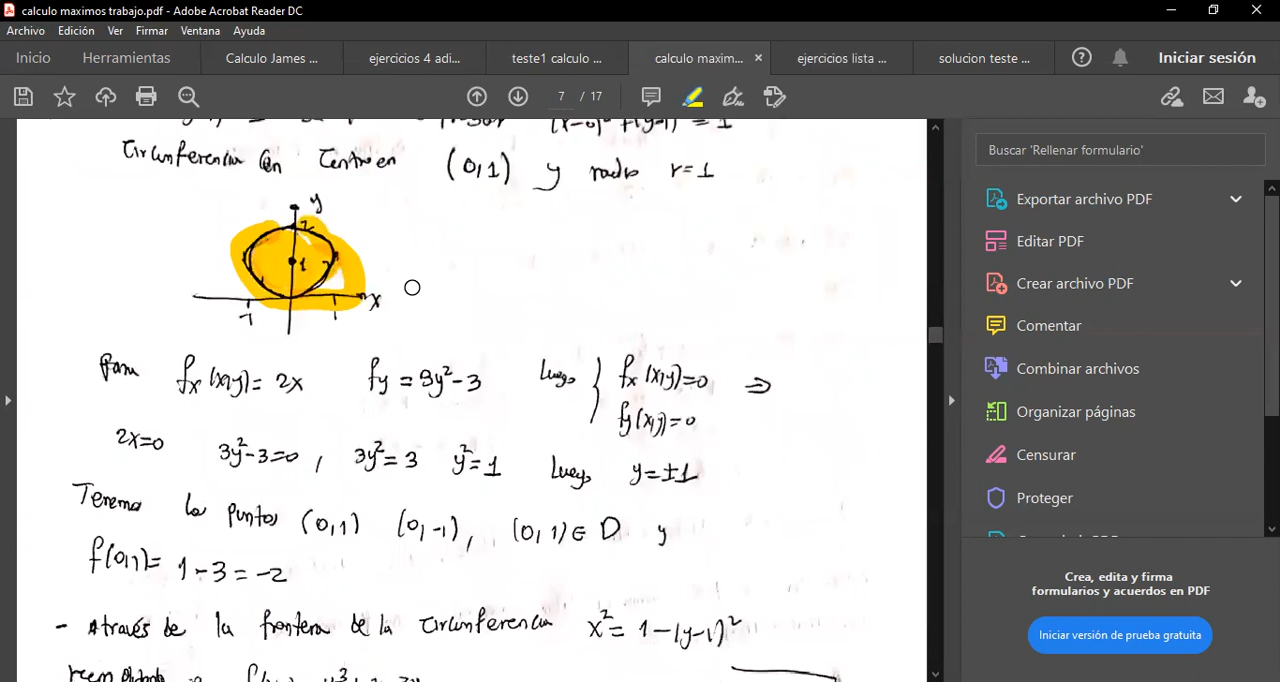 calculo maximos trabajo.pdf - Adobe Acrobat Reader DC
Archivo Edición Ver Firmar Ventana Ayuda
Inicio Herramientas Calculo James ... ejercicios 4 adi... teste1 calculo ... calculo maxim... × ejercicios lista ... solucion teste ... Iniciar sesión
7 / 17
(x-0)² + (y-1)² = 1
Circunferencia con Centro en (0,1) y radio r=1
y
2
1
x
-1 1
Para fx(x,y)= 2x fy = 3y²-3 Luego { fx(x,y)=0 ⇒
fy(x,y)=0
2x=0 3y²-3=0, 3y²=3 y²=1 Luego y=±1
Tenemo los puntos (0,1) (0,-1), (0,1) ∈ D y
f(0,1)= 1-3=-2
- Através de la frontera de la circunferencia x²= 1-(y-1)²
Buscar 'Rellenar formulario'
Exportar archivo PDF
Editar PDF
Crear archivo PDF
Comentar
Combinar archivos
Organizar páginas
Censurar
Proteger
Crea, edita y firma
formularios y acuerdos en PDF
Iniciar versión de prueba gratuita